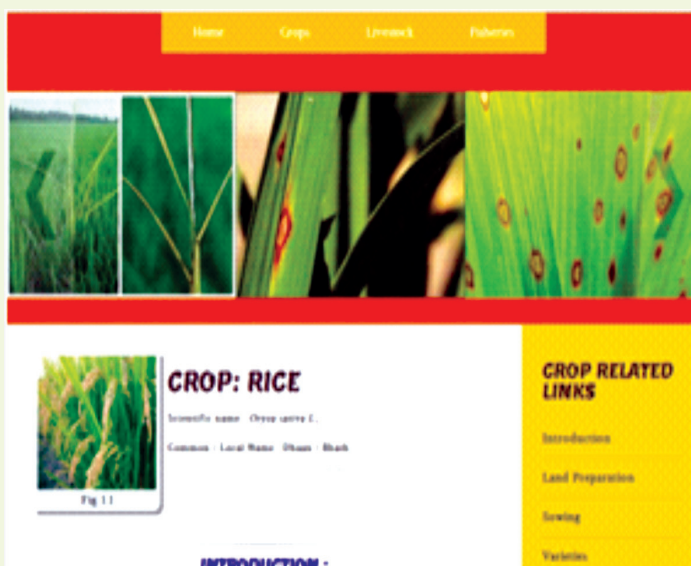 Home Crops Livestock Fisheries
CROP: RICE
Scientific name : Oryza sativa L.
Common / Local Name : Dhaan /
Fig 1.1
INTRODUCTION :
CROP RELATED
LINKS
Introduction
Land Preparation
Sowing
Varieties